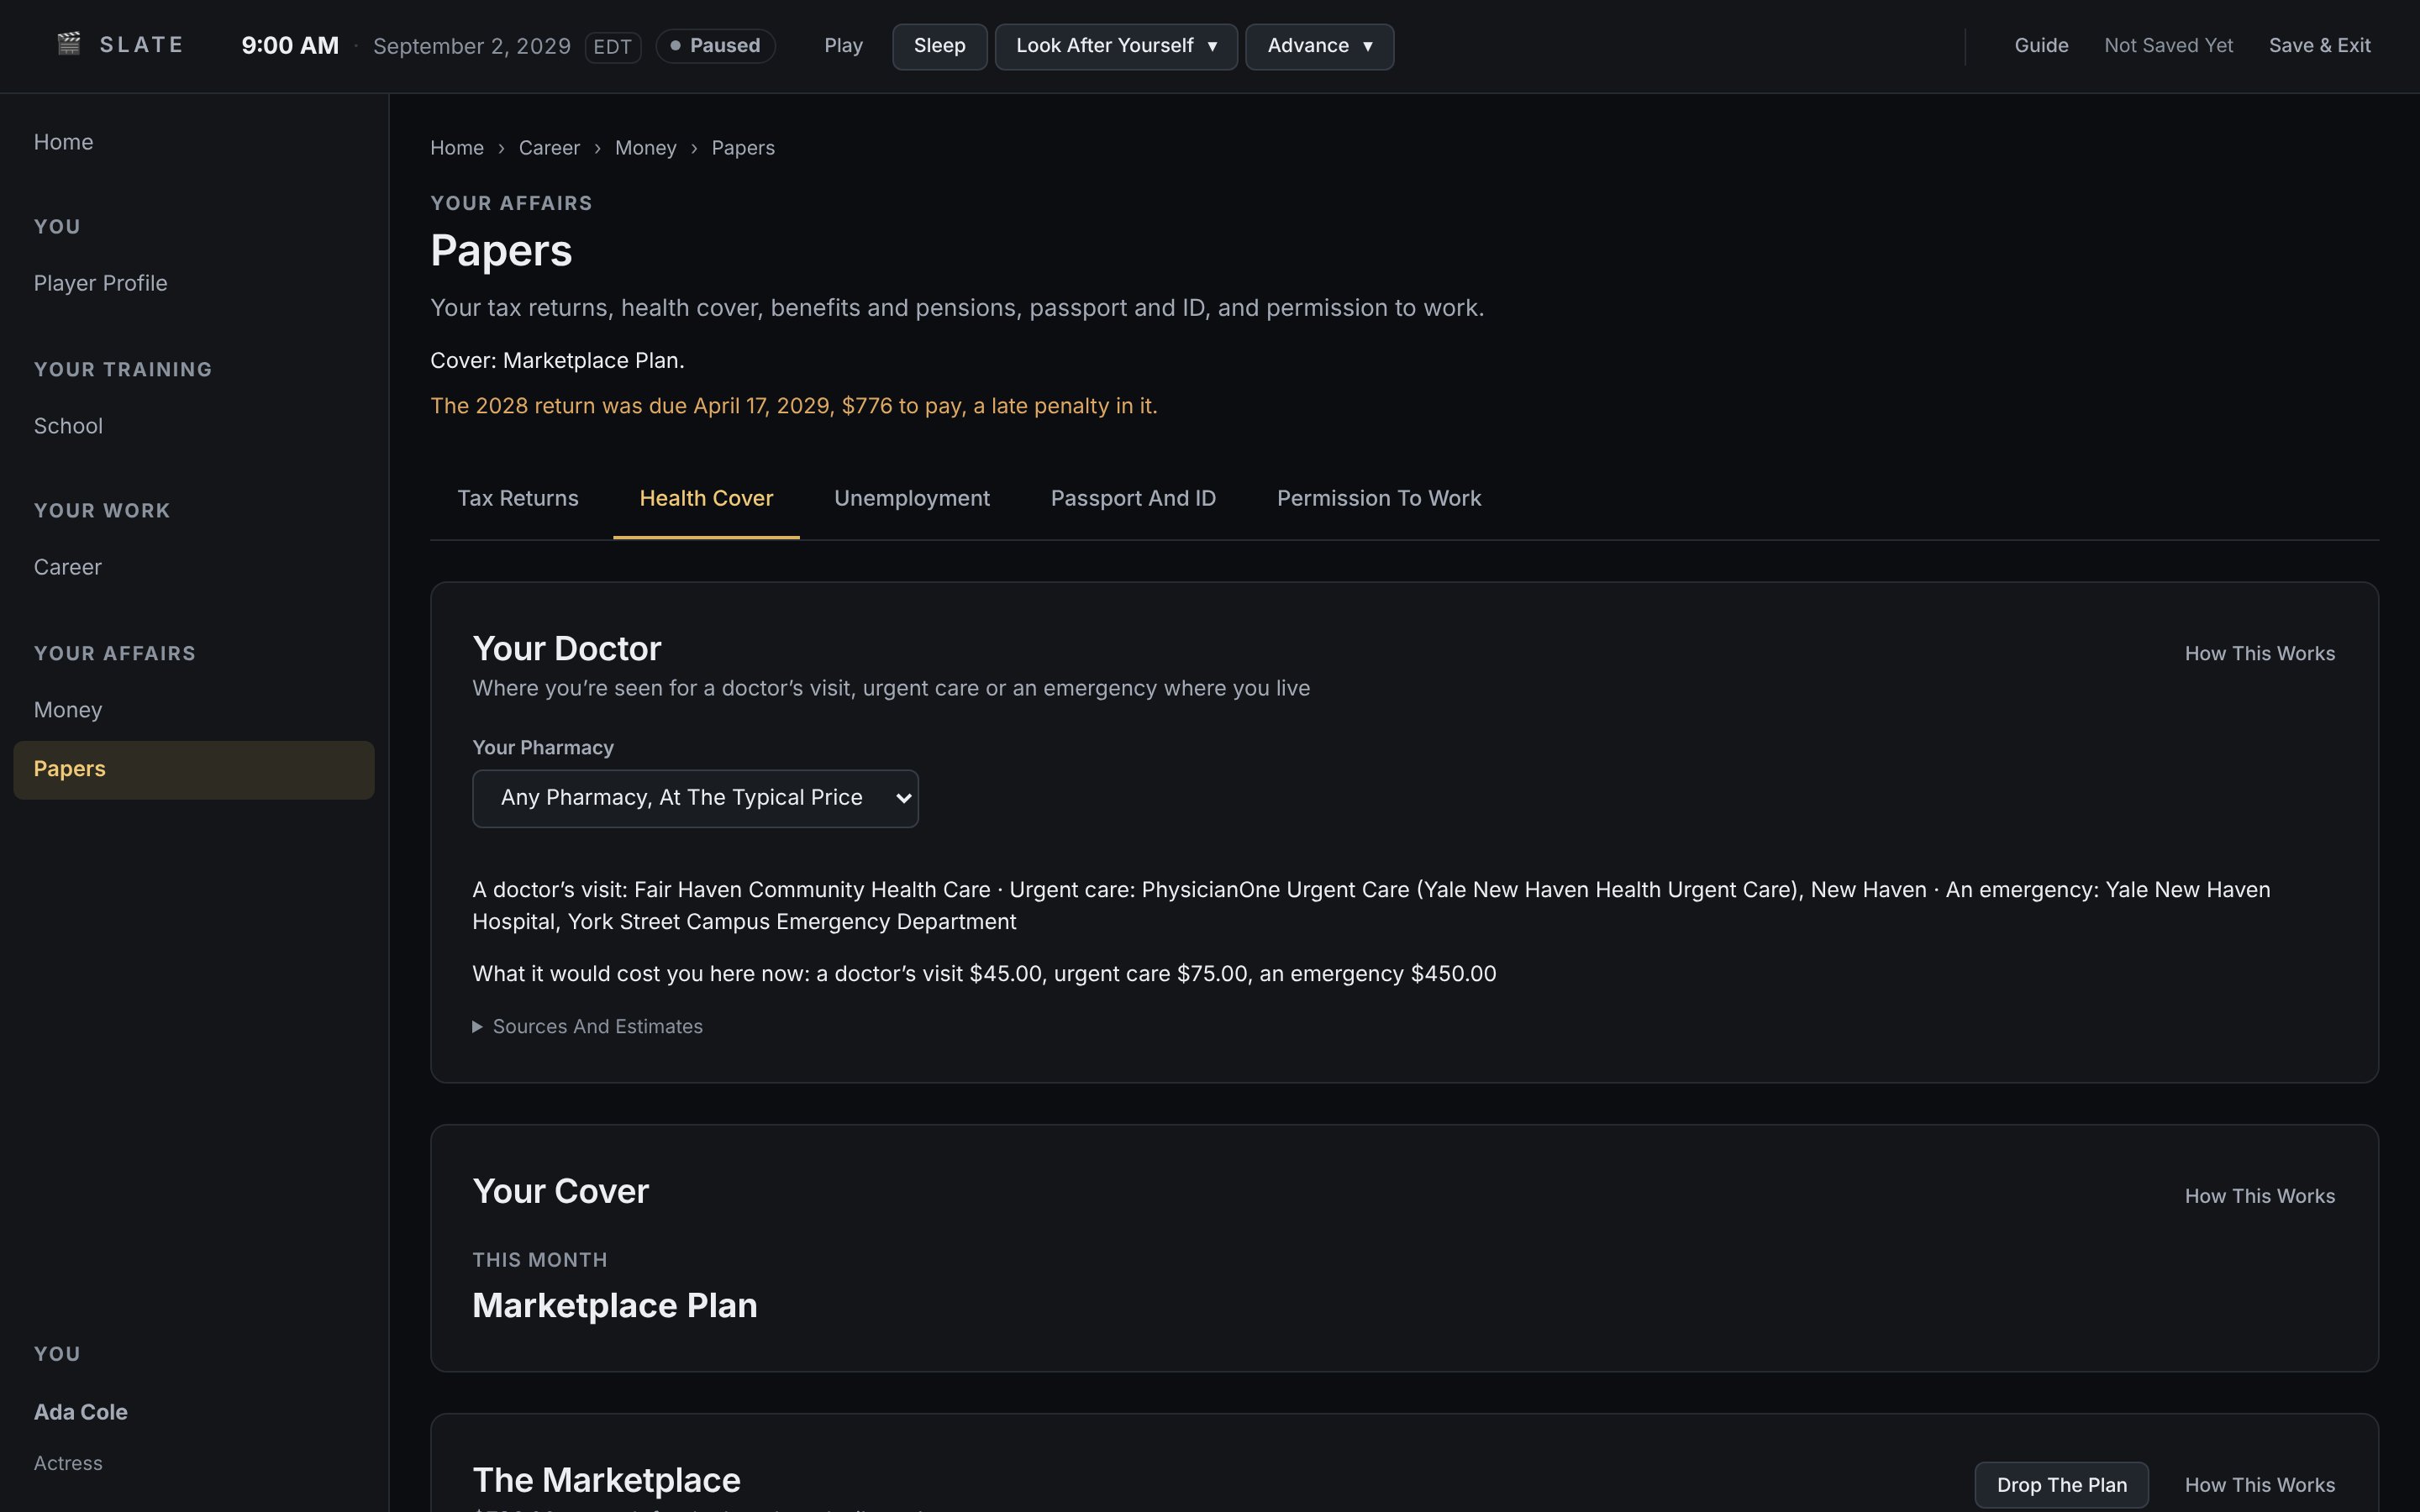 SLATE
9:00 AM · September 2, 2029 EDT Paused Play Sleep Look After Yourself ▾ Advance ▾ Guide Not Saved Yet Save & Exit
Home
YOU
Player Profile
YOUR TRAINING
School
YOUR WORK
Career
YOUR AFFAIRS
Money
Papers
YOU
Ada Cole
Actress
Home › Career › Money › Papers
YOUR AFFAIRS
Papers
Your tax returns, health cover, benefits and pensions, passport and ID, and permission to work.
Cover: Marketplace Plan.
The 2028 return was due April 17, 2029, $776 to pay, a late penalty in it.
Tax Returns Health Cover Unemployment Passport And ID Permission To Work
Your Doctor How This Works
Where you’re seen for a doctor’s visit, urgent care or an emergency where you live
Your Pharmacy
Any Pharmacy, At The Typical Price
A doctor’s visit: Fair Haven Community Health Care · Urgent care: PhysicianOne Urgent Care (Yale New Haven Health Urgent Care), New Haven · An emergency: Yale New Haven
Hospital, York Street Campus Emergency Department
What it would cost you here now: a doctor’s visit $45.00, urgent care $75.00, an emergency $450.00
▶ Sources And Estimates
Your Cover How This Works
THIS MONTH
Marketplace Plan
The Marketplace Drop The Plan How This Works